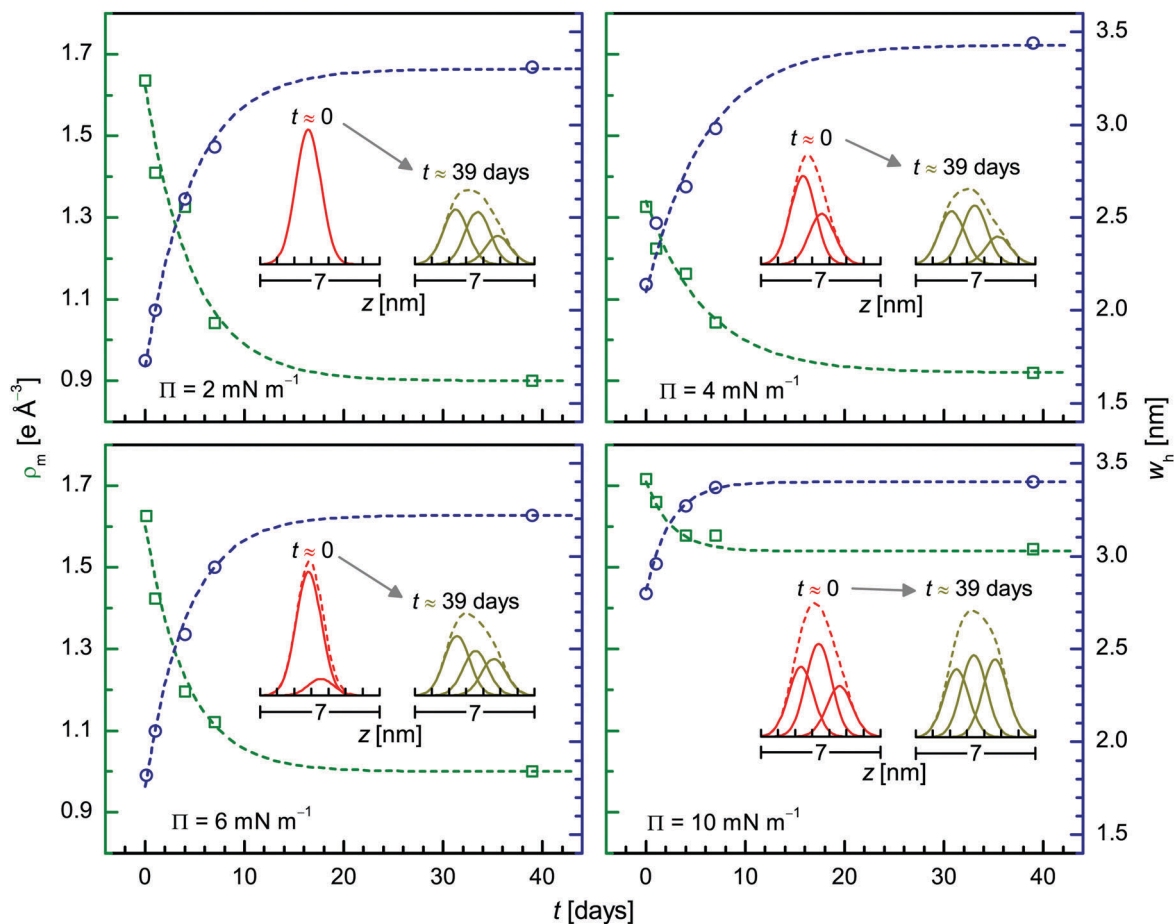 1.7
1.5
1.3
1.1
0.9
t ≈ 0
t ≈ 39 days
7
7
z [nm]
Π = 2 mN m⁻¹
t ≈ 0
t ≈ 39 days
7
7
z [nm]
Π = 4 mN m⁻¹
3.5
3.0
2.5
2.0
1.5
1.4
ρm [e Å⁻³]
wh [nm]
1.7
1.5
1.3
1.1
0.9
t ≈ 0
t ≈ 39 days
7
7
z [nm]
Π = 6 mN m⁻¹
t ≈ 0
t ≈ 39 days
7
7
z [nm]
Π = 10 mN m⁻¹
3.5
3.0
2.5
2.0
1.5
0 10 20 30 40
0 10 20 30 40
t [days]